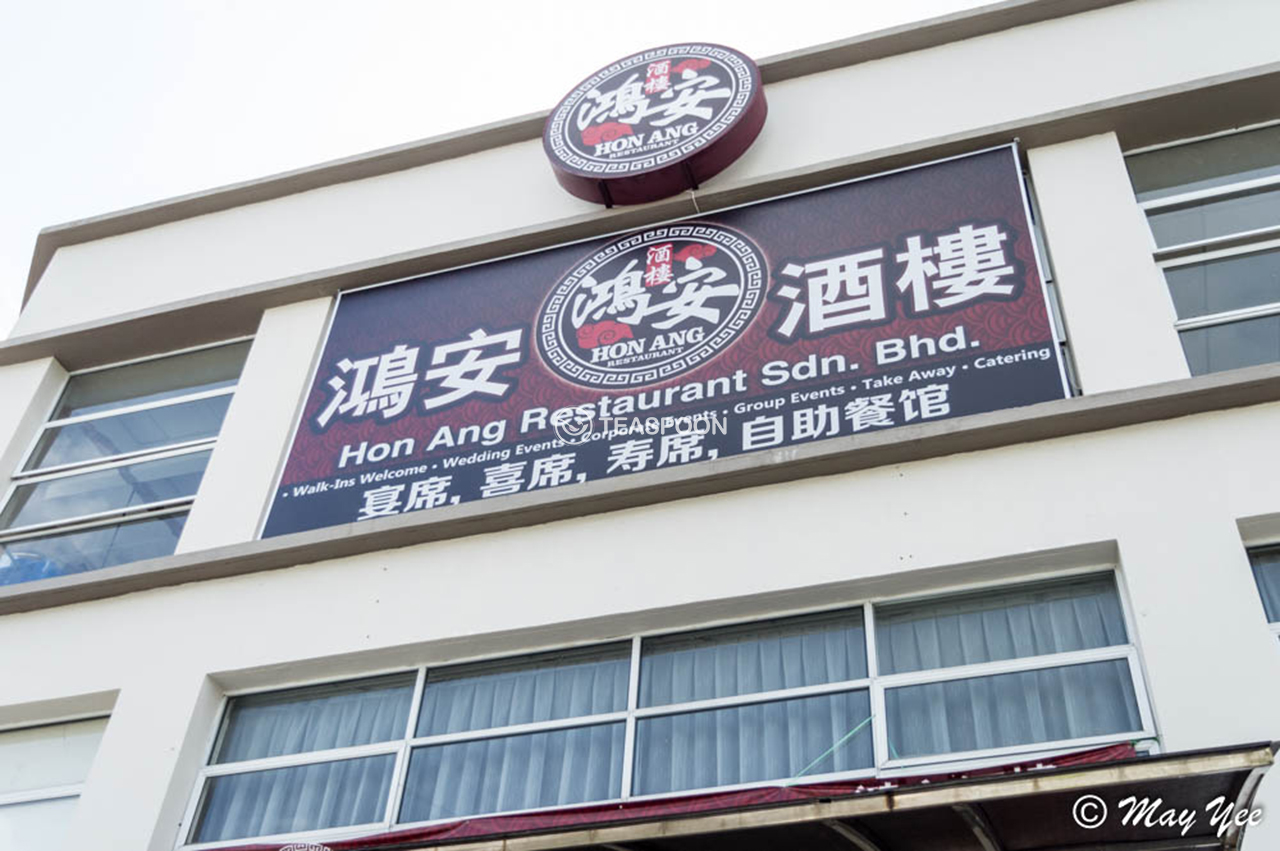 酒樓
鴻安
HON ANG
RESTAURANT
酒樓
鴻安
HON ANG
RESTAURANT
鴻安 酒樓
Hon Ang Restaurant Sdn. Bhd.
• Walk-Ins Welcome • Wedding Events • Corporate Events • Group Events • Take Away • Catering
宴席, 喜席, 寿席, 自助餐馆
TEASPOON
© May Yee